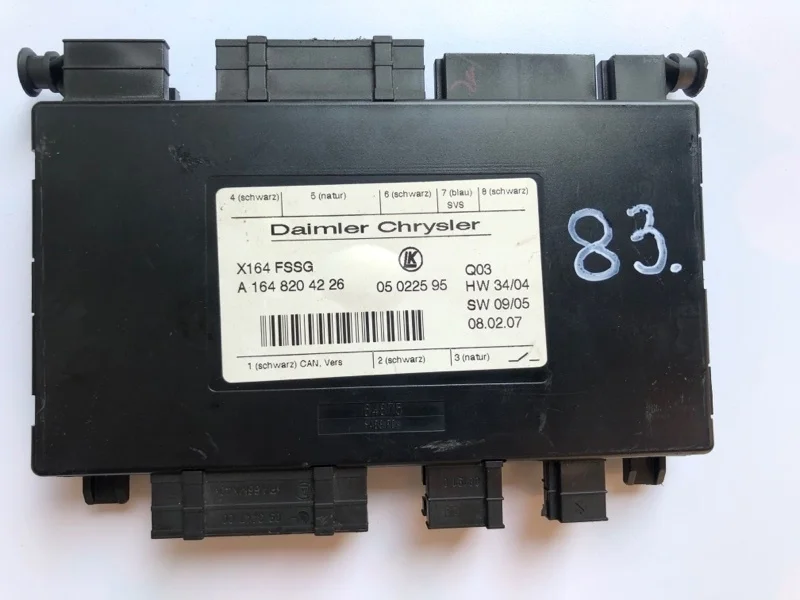 4 (schwarz) 5 (natur) 6 (schwarz) 7 (blau) 8 (schwarz)
SVS
Daimler Chrysler
X164 FSSG LK Q03
A 164 820 42 26 05 0225 95 HW 34/04
SW 09/05
08.02.07
1 (schwarz) CAN, Vers 2 (schwarz) 3 (natur)
83.